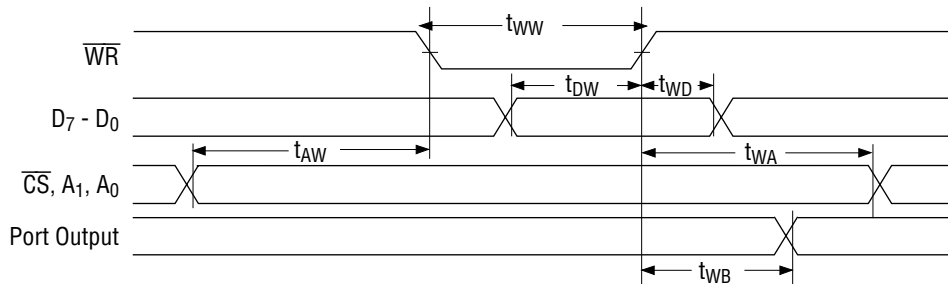 tWW
WR
tDW
tWD
D7 - D0
tAW
tWA
CS, A1, A0
Port Output
tWB